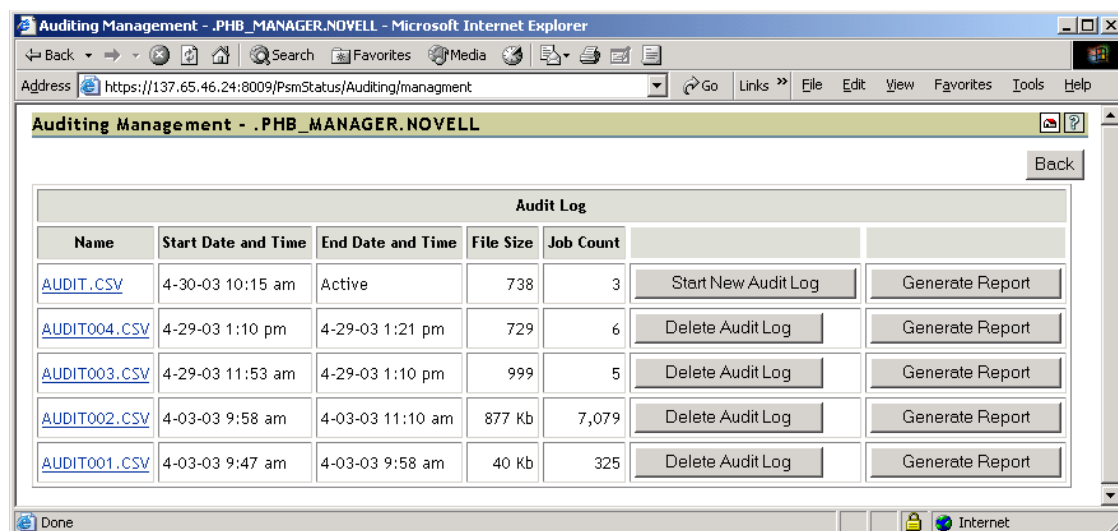 Auditing Management - .PHB_MANAGER.NOVELL - Microsoft Internet Explorer
Back Search Favorites Media
Address https://137.65.46.24:8009/PsmStatus/Auditing/managment Go Links » File Edit View Favorites Tools Help
Auditing Management - .PHB_MANAGER.NOVELL ?
Back
Audit Log
Name Start Date and Time End Date and Time File Size Job Count
AUDIT.CSV 4-30-03 10:15 am Active 738 3 Start New Audit Log Generate Report
AUDIT004.CSV 4-29-03 1:10 pm 4-29-03 1:21 pm 729 6 Delete Audit Log Generate Report
AUDIT003.CSV 4-29-03 11:53 am 4-29-03 1:10 pm 999 5 Delete Audit Log Generate Report
AUDIT002.CSV 4-03-03 9:58 am 4-03-03 11:10 am 877 Kb 7,079 Delete Audit Log Generate Report
AUDIT001.CSV 4-03-03 9:47 am 4-03-03 9:58 am 40 Kb 325 Delete Audit Log Generate Report
Done Internet